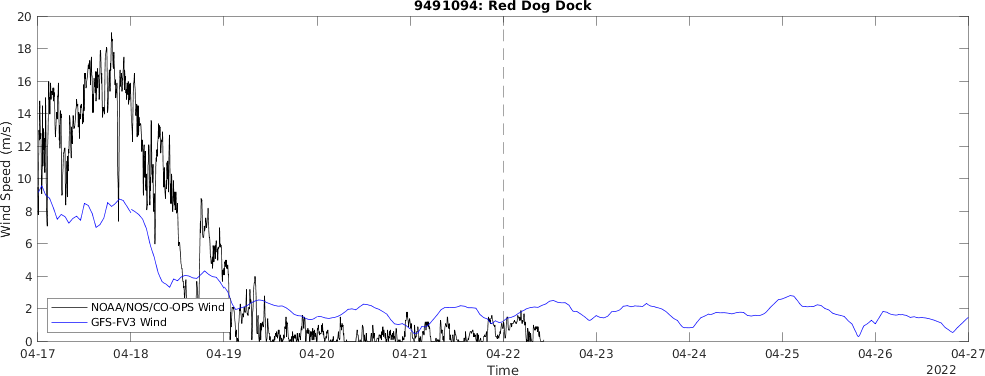 9491094: Red Dog Dock
Wind Speed (m/s)
20
18
16
14
12
10
8
6
4
2
0
NOAA/NOS/CO-OPS Wind
GFS-FV3 Wind
04-17 04-18 04-19 04-20 04-21 04-22 04-23 04-24 04-25 04-26 04-27
Time
2022